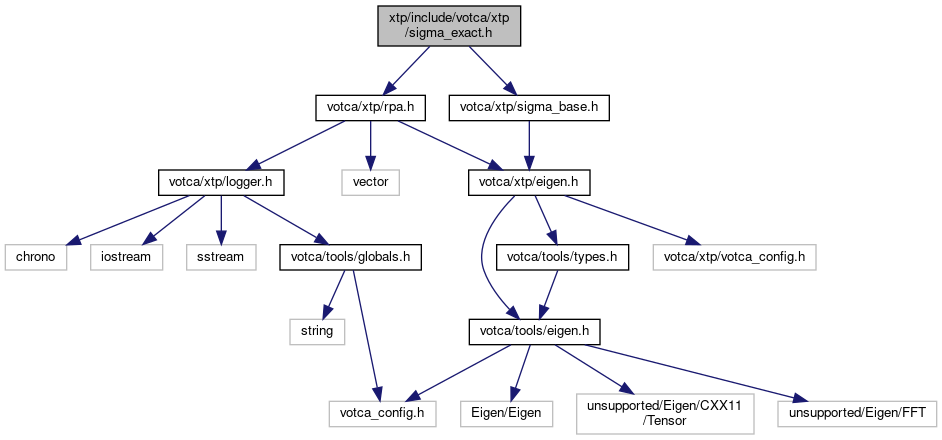 xtp/include/votca/xtp
/sigma_exact.h
votca/xtp/rpa.h
votca/xtp/sigma_base.h
votca/xtp/logger.h
vector
votca/xtp/eigen.h
chrono
iostream
sstream
votca/tools/globals.h
votca/tools/types.h
votca/xtp/votca_config.h
string
votca/tools/eigen.h
votca_config.h
Eigen/Eigen
unsupported/Eigen/CXX11
/Tensor
unsupported/Eigen/FFT